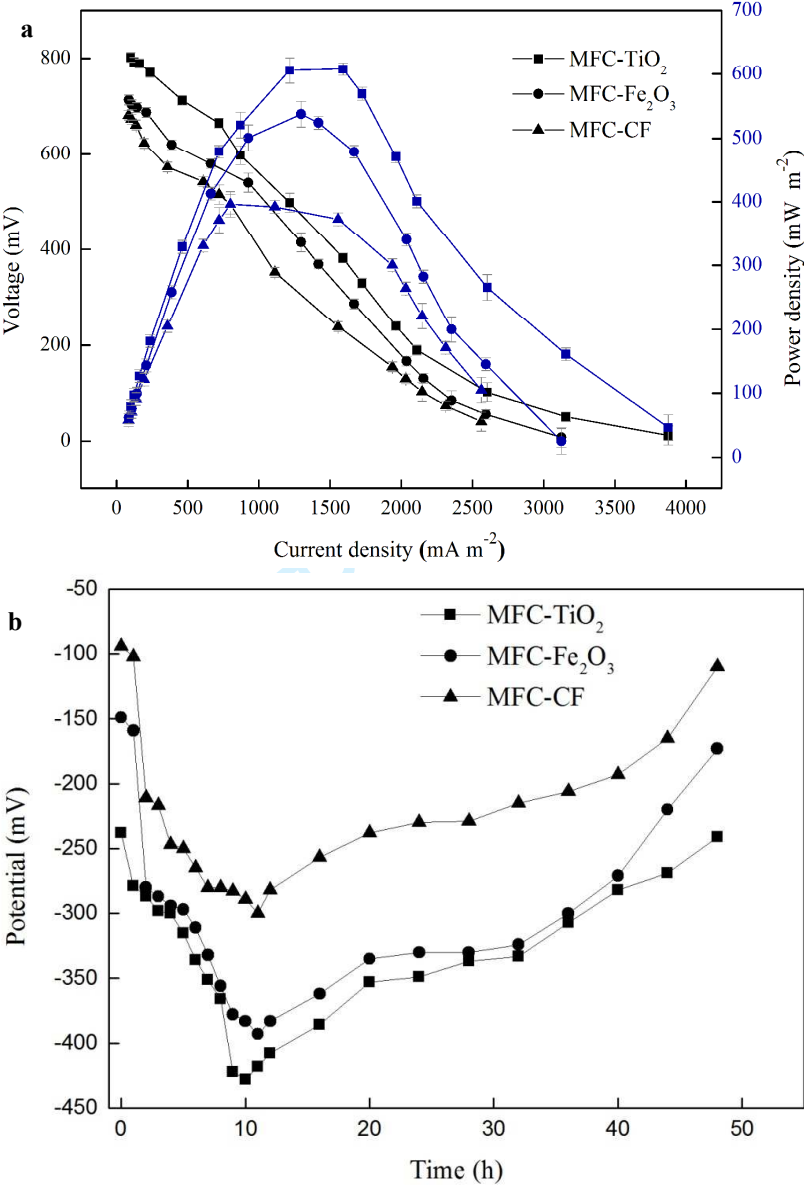 a
MFC-TiO₂
MFC-Fe₂O₃
MFC-CF
800
600
400
200
0
Voltage (mV)
700
600
500
400
300
200
100
0
Power density (mW m⁻²)
0 500 1000 1500 2000 2500 3000 3500 4000
Current density (mA m⁻²)
b
MFC-TiO₂
MFC-Fe₂O₃
MFC-CF
-50
-100
-150
-200
-250
-300
-350
-400
-450
Potential (mV)
0 10 20 30 40 50
Time (h)